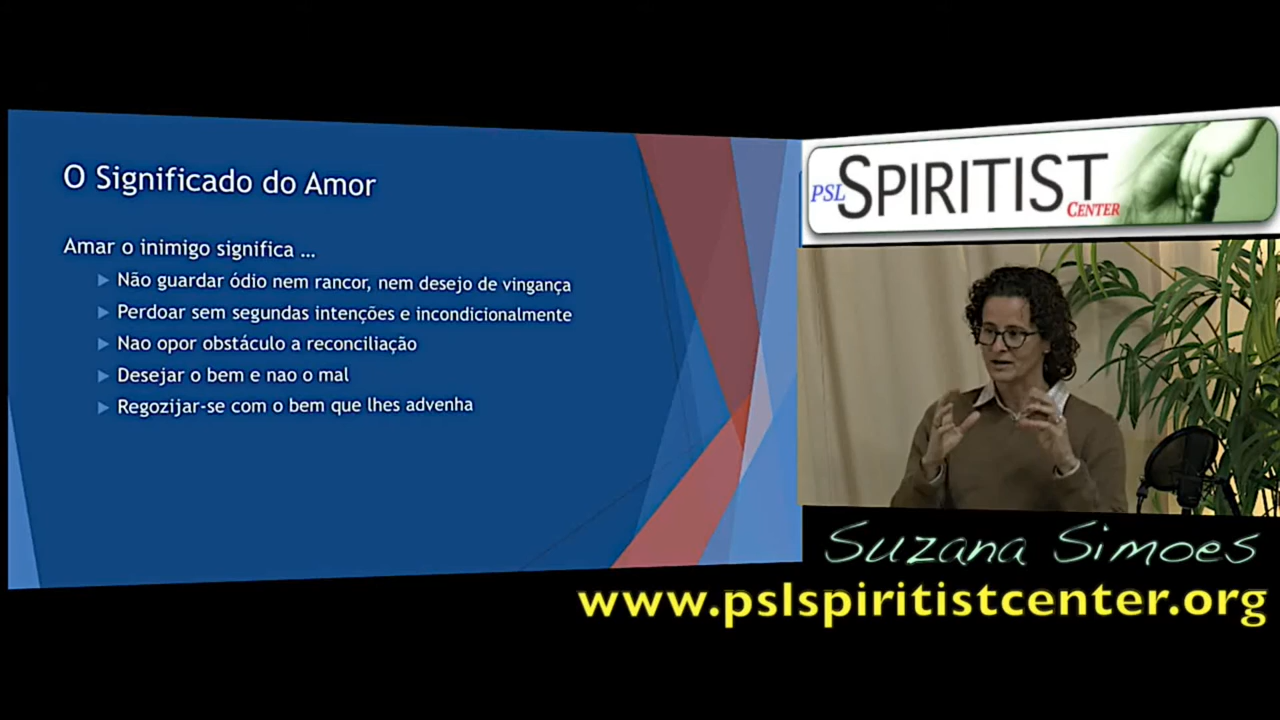 O Significado do Amor
Amar o inimigo significa ...
Não guardar ódio nem rancor, nem desejo de vingança
Perdoar sem segundas intenções e incondicionalmente
Nao opor obstáculo a reconciliação
Desejar o bem e nao o mal
Regozijar-se com o bem que lhes advenha
PSL SPIRITIST
CENTER
Suzana Simoes
www.pslspiritistcenter.org